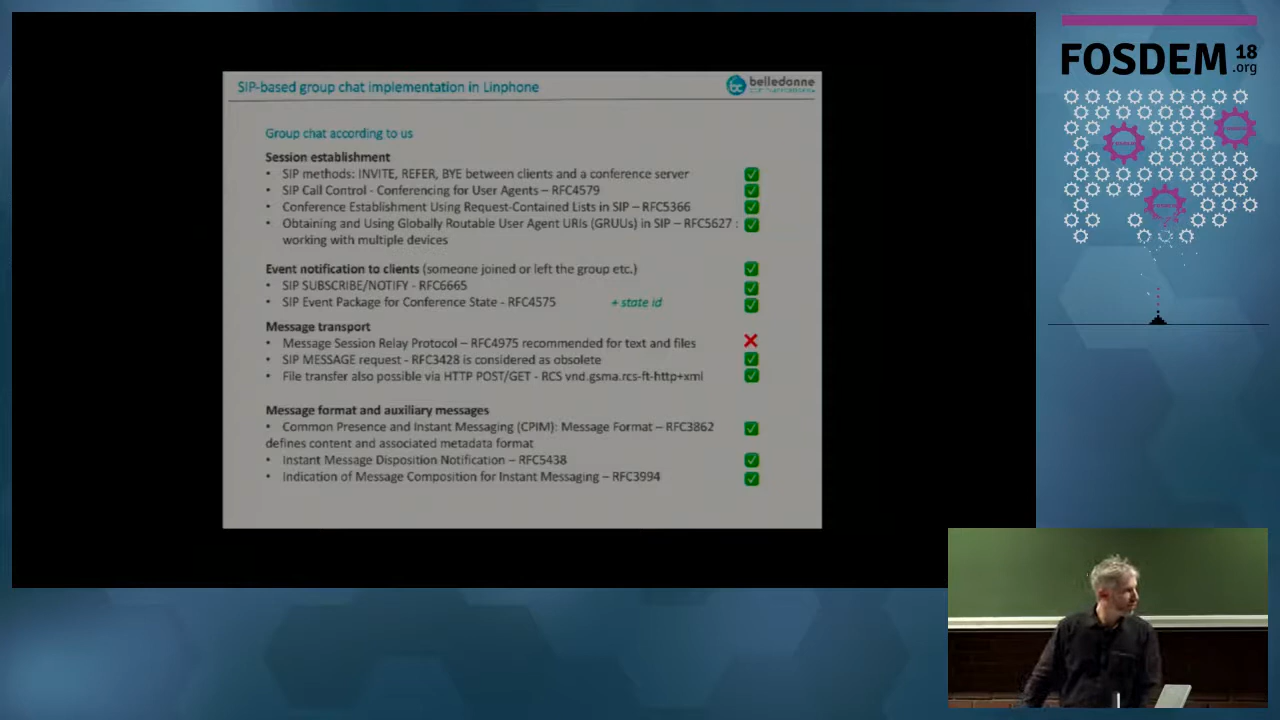 FOSDEM 18
.org
SIP-based group chat implementation in Linphone
belledonne
Group chat according to us
Session establishment
• SIP methods: INVITE, REFER, BYE between clients and a conference server
• SIP Call Control - Conferencing for User Agents – RFC4579
• Conference Establishment Using Request-Contained Lists in SIP – RFC5366
• Obtaining and Using Globally Routable User Agent URIs (GRUUs) in SIP – RFC5627 :
working with multiple devices
Event notification to clients (someone joined or left the group etc.)
• SIP SUBSCRIBE/NOTIFY - RFC6665
• SIP Event Package for Conference State - RFC4575 + state id
Message transport
• Message Session Relay Protocol – RFC4975 recommended for text and files
• SIP MESSAGE request - RFC3428 is considered as obsolete
• File transfer also possible via HTTP POST/GET - RCS vnd.gsma.rcs-ft-http+xml
Message format and auxiliary messages
• Common Presence and Instant Messaging (CPIM): Message Format – RFC3862
defines content and associated metadata format
• Instant Message Disposition Notification – RFC5438
• Indication of Message Composition for Instant Messaging – RFC3994